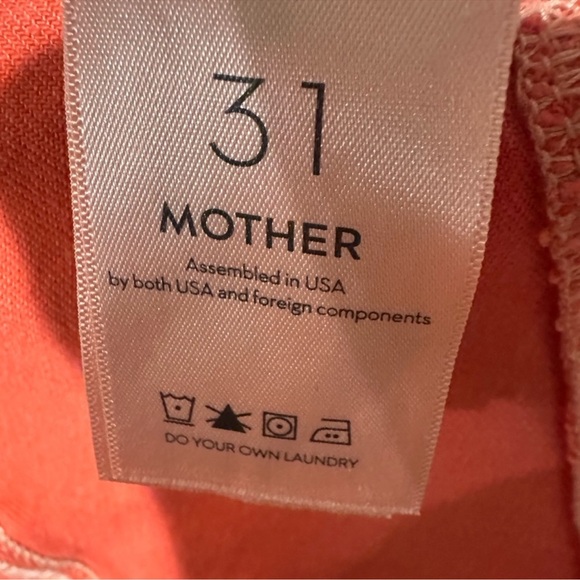 31
MOTHER
Assembled in USA
by both USA and foreign components
DO YOUR OWN LAUNDRY